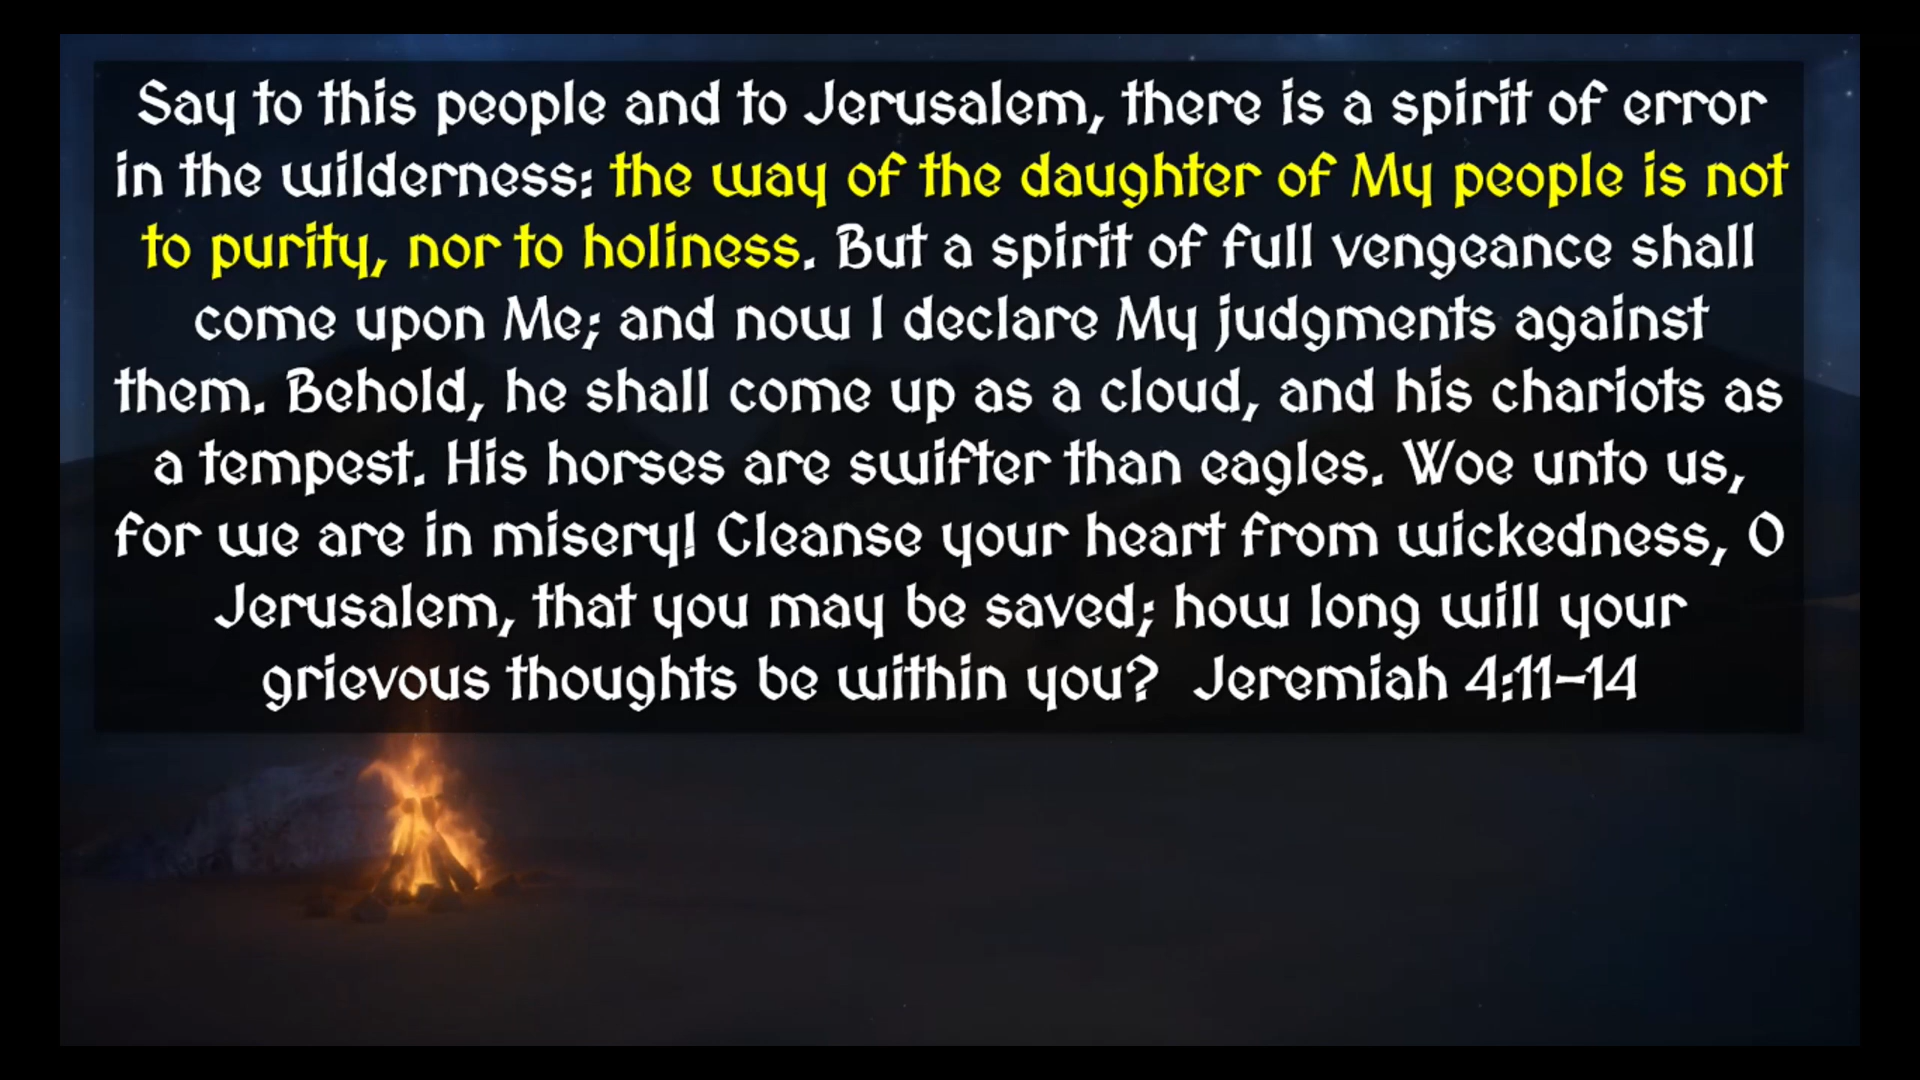 Say to this people and to Jerusalem, there is a spirit of error
in the wilderness: the way of the daughter of My people is not
to purity, nor to holiness. But a spirit of full vengeance shall
come upon Me; and now I declare My judgments against
them. Behold, he shall come up as a cloud, and his chariots as
a tempest. His horses are swifter than eagles. Woe unto us,
for we are in misery! Cleanse your heart from wickedness, O
Jerusalem, that you may be saved; how long will your
grievous thoughts be within you? Jeremiah 4:11–14